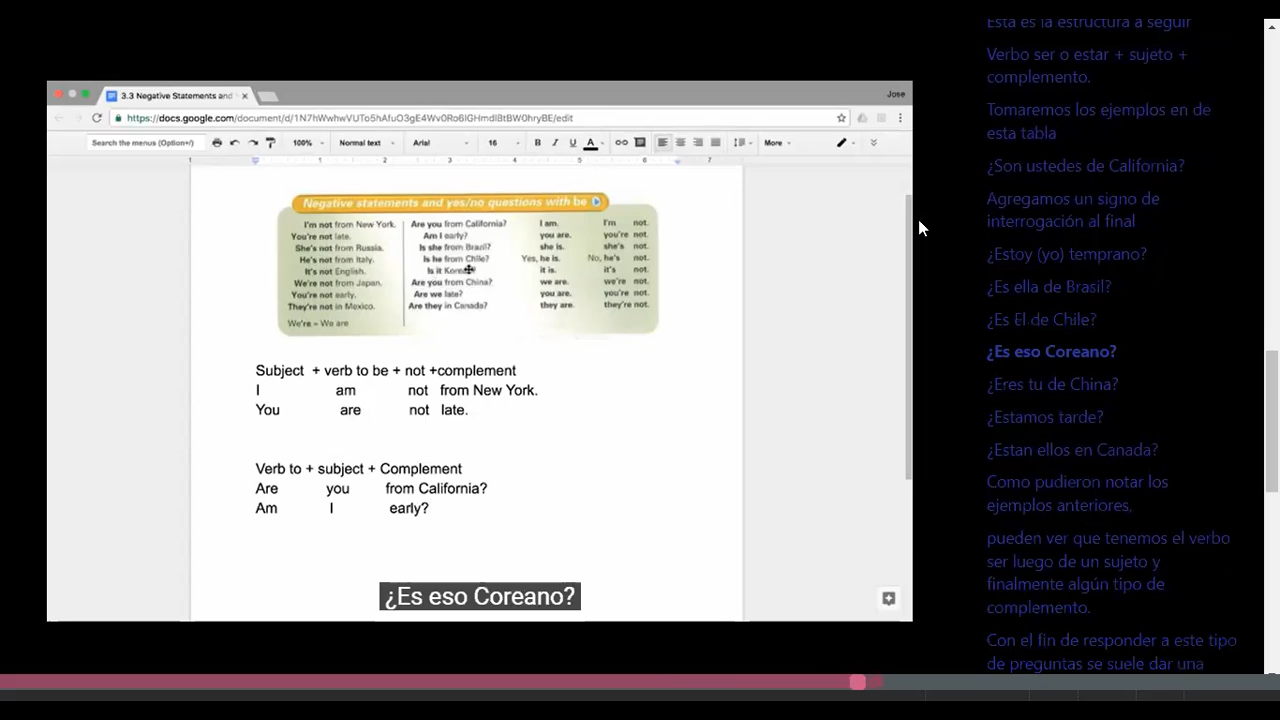 3.3 Negative Statements and
Jose
https://docs.google.com/document/d/1N7hWwhwVUTo5hAfuO3gE4Wv0Ro6lGHmdIBtBW0hryBE/edit
Search the menus (Option+/)
100%
Normal text
Arial
16
B I U A
More
1 1 2 3 4 5 6 7
Negative statements and yes/no questions with be
I'm not from New York. Are you from California? I am. I'm not.
You're not late. Am I early? you are. you're not.
She's not from Russia. Is she from Brazil? she is. she's not.
He's not from Italy. Is he from Chile? Yes, he is. No, he's not.
It's not English. Is it it is. it's not.
We're not from Japan. Are you from China? we are. we're not.
You're not early. Are we late? you are. you're not.
They're not in Mexico. Are they in Canada? they are. they're not.
We're = We are
Subject + verb to be + not +complement
I am not from New York.
You are not late.
Verb to + subject + Complement
Are you from California?
Am I early?
¿Es eso Coreano?
Esta es la estructura a seguir
Verbo ser o estar + sujeto +
complemento.
Tomaremos los ejemplos en de
esta tabla
¿Son ustedes de California?
Agregamos un signo de
interrogación al final
¿Estoy (yo) temprano?
¿Es ella de Brasil?
¿Es El de Chile?
¿Es eso Coreano?
¿Eres tu de China?
¿Estamos tarde?
¿Estan ellos en Canada?
Como pudieron notar los
ejemplos anteriores,
pueden ver que tenemos el verbo
ser luego de un sujeto y
finalmente algún tipo de
complemento.
Con el fin de responder a este tipo
de preguntas se suele dar una